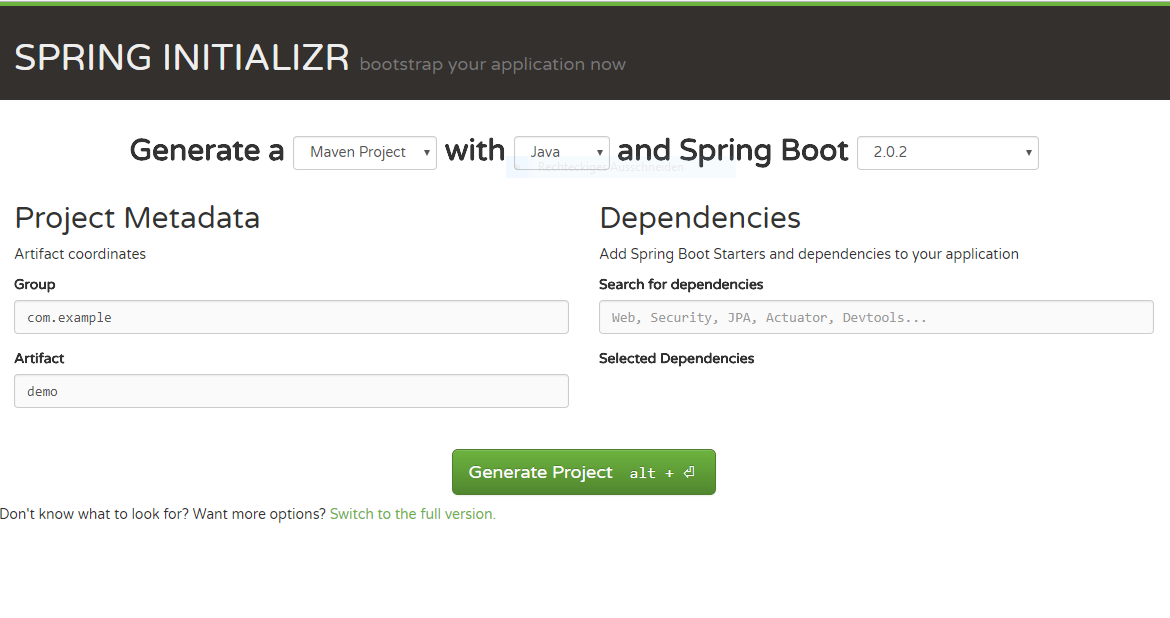 SPRING INITIALIZR bootstrap your application now
Generate a Maven Project with Java and Spring Boot 2.0.2
Rechteckiges Ausschneiden
Project Metadata
Artifact coordinates
Group
com.example
Artifact
demo
Dependencies
Add Spring Boot Starters and dependencies to your application
Search for dependencies
Web, Security, JPA, Actuator, Devtools...
Selected Dependencies
Generate Project alt + ⏎
Don't know what to look for? Want more options? Switch to the full version.